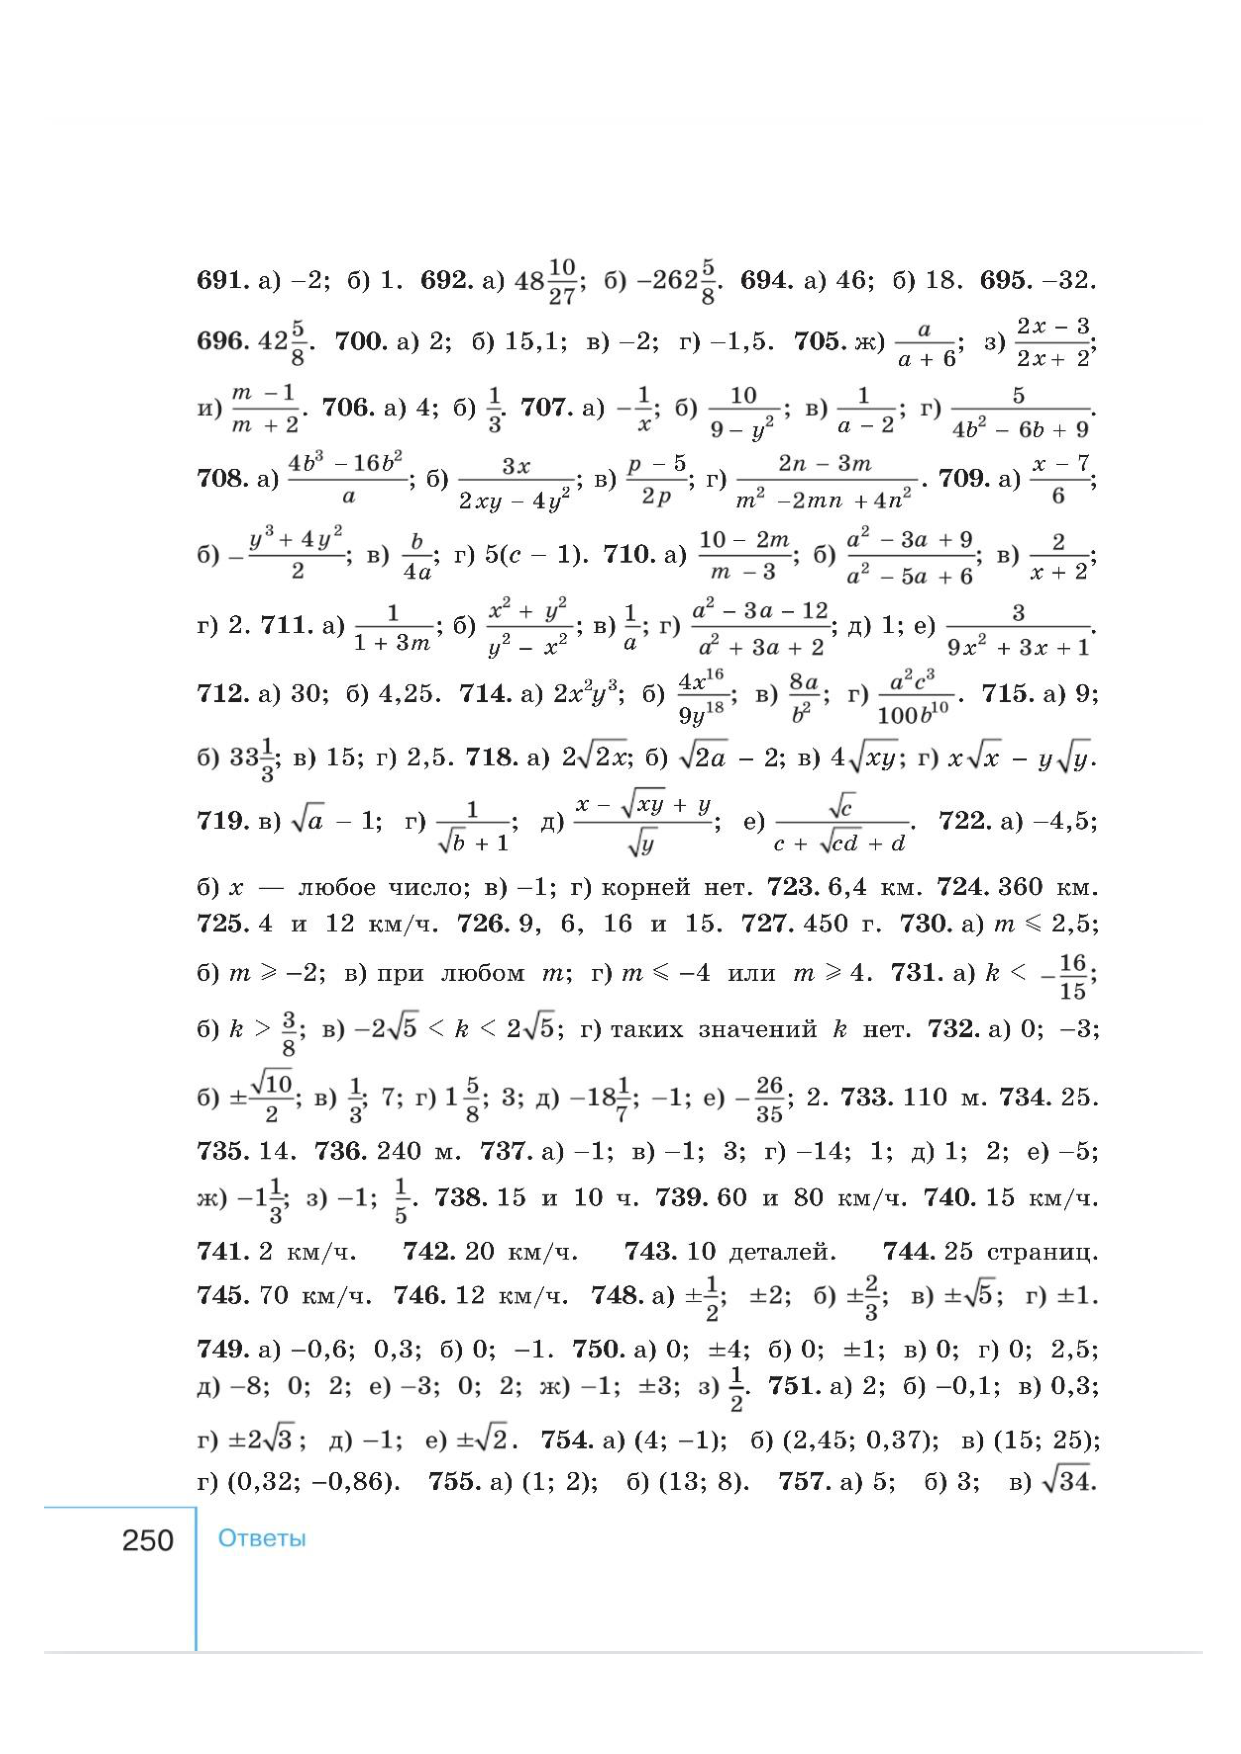 691. а) −2; б) 1. 692. а) 48 10/27; б) −262 5/8. 694. а) 46; б) 18. 695. −32.
696. 42 5/8. 700. а) 2; б) 15,1; в) −2; г) −1,5. 705. ж) a/(a + 6); з) (2x − 3)/(2x + 2);
и) (m − 1)/(m + 2). 706. а) 4; б) 1/3. 707. а) −1/x; б) 10/(9 − y²); в) 1/(a − 2); г) 5/(4b² − 6b + 9).
708. а) (4b³ − 16b²)/a; б) 3x/(2xy − 4y²); в) (p − 5)/2p; г) (2n − 3m)/(m² − 2mn + 4n²). 709. а) (x − 7)/6;
б) −(y³ + 4y²)/2; в) b/4a; г) 5(c − 1). 710. а) (10 − 2m)/(m − 3); б) (a² − 3a + 9)/(a² − 5a + 6); в) 2/(x + 2);
г) 2. 711. а) 1/(1 + 3m); б) (x² + y²)/(y² − x²); в) 1/a; г) (a² − 3a − 12)/(a² + 3a + 2); д) 1; е) 3/(9x² + 3x + 1).
712. а) 30; б) 4,25. 714. а) 2x²y³; б) 4x¹⁶/9y¹⁸; в) 8a/b²; г) a²c³/100b¹⁰. 715. а) 9;
б) 33 1/3; в) 15; г) 2,5. 718. а) 2√(2x); б) √(2a) − 2; в) 4√(xy); г) x√x − y√y.
719. в) √a − 1; г) 1/(√b + 1); д) (x − √(xy) + y)/√y; е) √c/(c + √(cd) + d). 722. а) −4,5;
б) x — любое число; в) −1; г) корней нет. 723. 6,4 км. 724. 360 км.
725. 4 и 12 км/ч. 726. 9, 6, 16 и 15. 727. 450 г. 730. а) m ⩽ 2,5;
б) m ⩾ −2; в) при любом m; г) m ⩽ −4 или m ⩾ 4. 731. а) k < −16/15;
б) k > 3/8; в) −2√5 < k < 2√5; г) таких значений k нет. 732. а) 0; −3;
б) ±√10/2; в) 1/3; 7; г) 1 5/8; 3; д) −18 1/7; −1; е) −26/35; 2. 733. 110 м. 734. 25.
735. 14. 736. 240 м. 737. а) −1; в) −1; 3; г) −14; 1; д) 1; 2; е) −5;
ж) −1 1/3; з) −1; 1/5. 738. 15 и 10 ч. 739. 60 и 80 км/ч. 740. 15 км/ч.
741. 2 км/ч. 742. 20 км/ч. 743. 10 деталей. 744. 25 страниц.
745. 70 км/ч. 746. 12 км/ч. 748. а) ±1/2; ±2; б) ±2/3; в) ±√5; г) ±1.
749. а) −0,6; 0,3; б) 0; −1. 750. а) 0; ±4; б) 0; ±1; в) 0; г) 0; 2,5;
д) −8; 0; 2; е) −3; 0; 2; ж) −1; ±3; з) 1/2. 751. а) 2; б) −0,1; в) 0,3;
г) ±2√3; д) −1; е) ±√2. 754. а) (4; −1); б) (2,45; 0,37); в) (15; 25);
г) (0,32; −0,86). 755. а) (1; 2); б) (13; 8). 757. а) 5; б) 3; в) √34.
250 Ответы